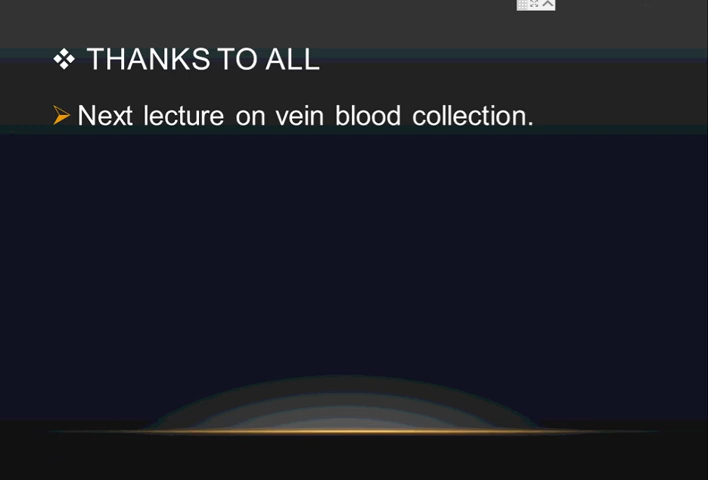 ❖ THANKS TO ALL
➢ Next lecture on vein blood collection.